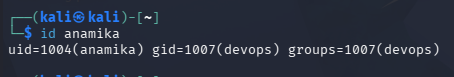 ┌──(kali㉿kali)-[~]
└─$ id anamika
uid=1004(anamika) gid=1007(devops) groups=1007(devops)